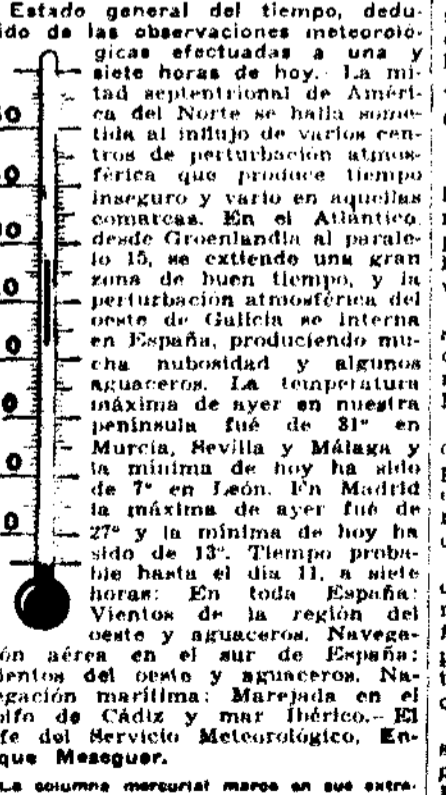 Estado general del tiempo, dedu-
ido de las observaciones meteoroló-
gicas efectuadas a una y
siete horas de hoy. La mi-
tad septentrional de Améri-
ca del Norte se halla some-
tida al influjo de varios cen-
tros de perturbación atmos-
férica que produce tiempo
inseguro y vario en aquellas
comarcas. En el Atlántico,
desde Groenlandia al parale-
lo 15, se extiende una gran
zona de buen tiempo, y la
perturbación atmosférica del
oeste de Galicia se interna
en España, produciendo mu-
cha nubosidad y algunos
aguaceros. La temperatura
máxima de ayer en nuestra
península fué de 31° en
Murcia, Sevilla y Málaga y
la mínima de hoy ha sido
de 7° en León. En Madrid
la máxima de ayer fué de
27° y la mínima de hoy ha
sido de 13°. Tiempo proba-
ble hasta el día 11, a siete
horas: En toda España:
Vientos de la región del
oeste y aguaceros. Navega-
ón aérea en el sur de España:
ientos del oeste y aguaceros. Na-
egación marítima: Marejada en el
olfo de Cádiz y mar Ibérico.- El
fe del Servicio Meteorológico, En-
que Meseguer.
La columna mercurial marca en sus extre-